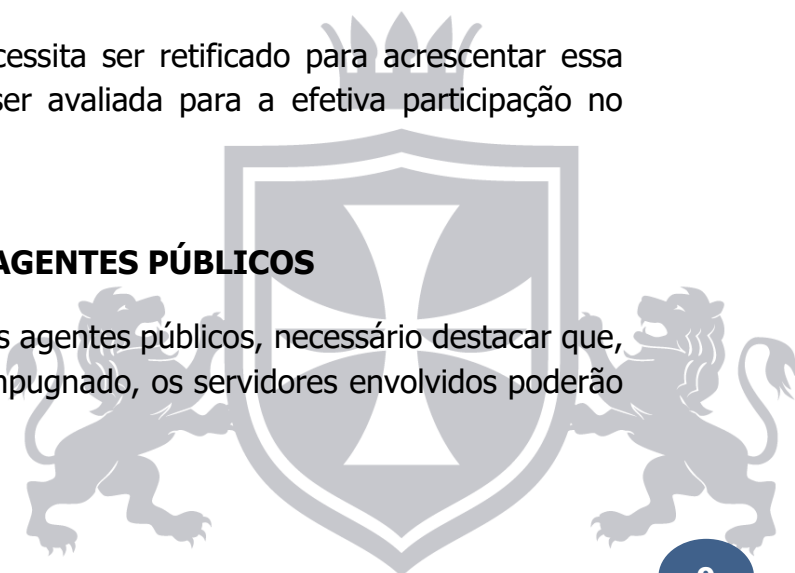 cessita ser retificado para acrescentar essa
ser avaliada para a efetiva participação no
AGENTES PÚBLICOS
s agentes públicos, necessário destacar que,
mpugnado, os servidores envolvidos poderão